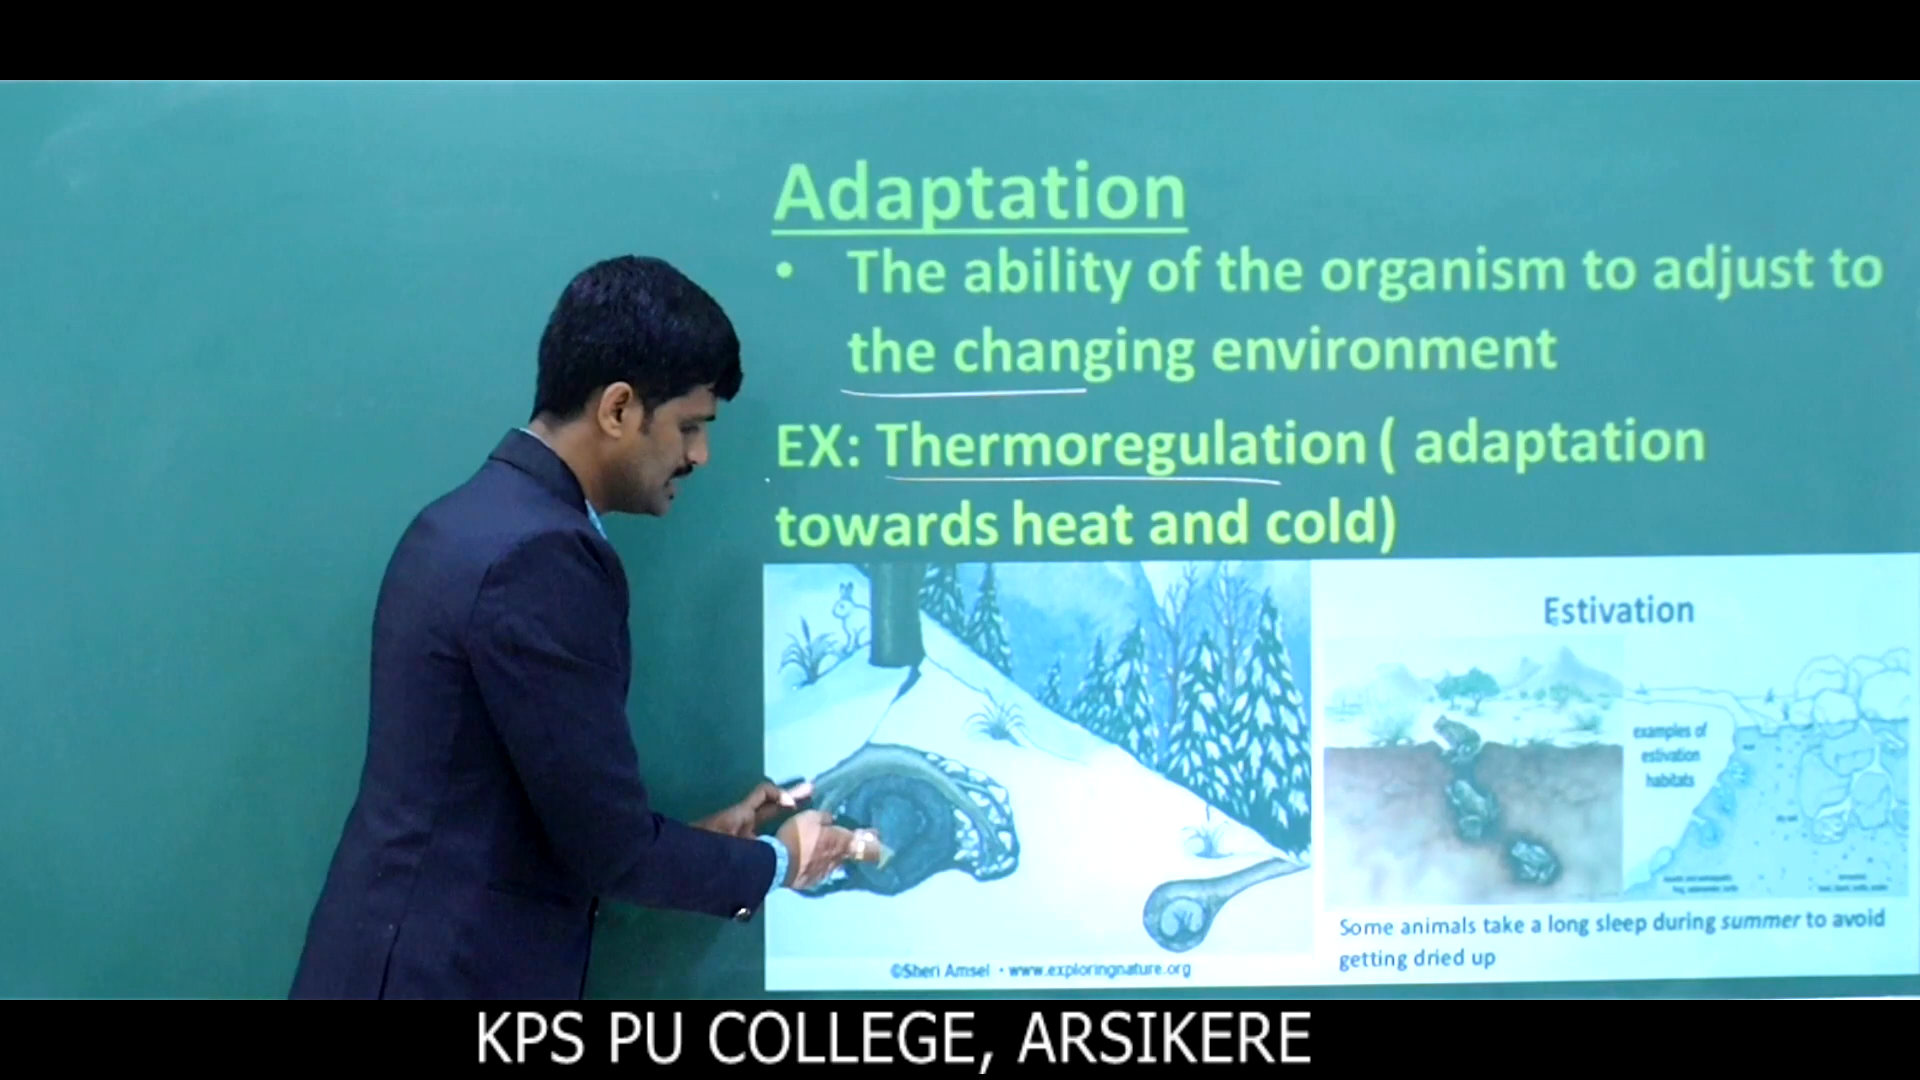 Adaptation
• The ability of the organism to adjust to
the changing environment
EX: Thermoregulation ( adaptation
towards heat and cold)
Estivation
examples of
estivation
habitats
Some animals take a long sleep during summer to avoid
getting dried up
©Sheri Amsel • www.exploringnature.org
KPS PU COLLEGE, ARSIKERE